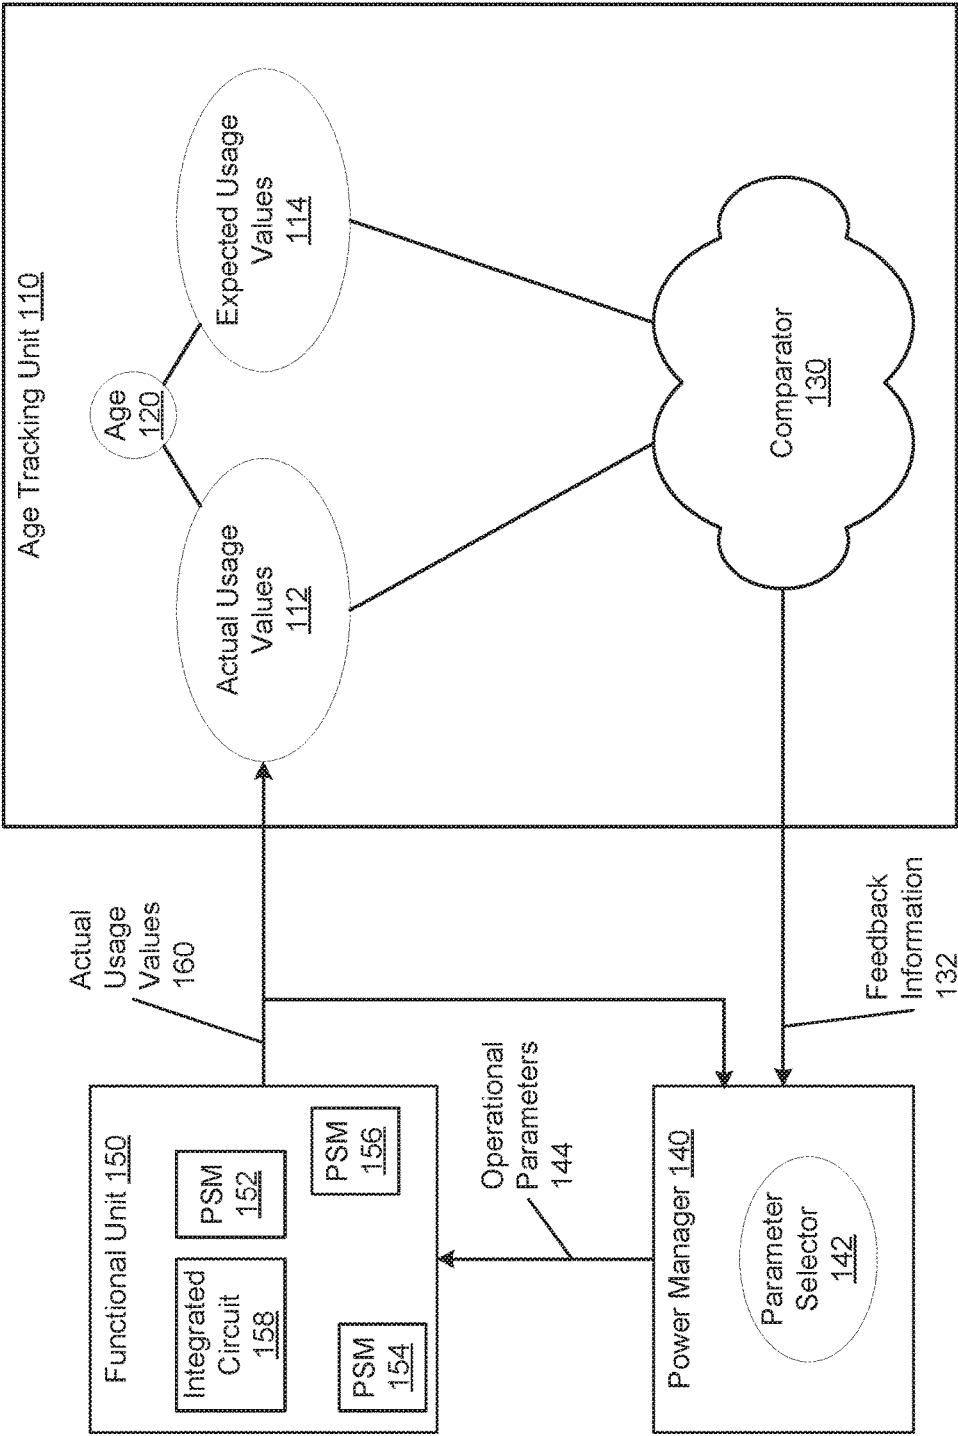 Age Tracking Unit 110
Age
120
Actual Usage
Values
112
Expected Usage
Values
114
Comparator
130
Actual
Usage
Values
160
Feedback
Information
132
Functional Unit 150
Integrated
Circuit
158
PSM
152
PSM
154
PSM
156
Operational
Parameters
144
Power Manager 140
Parameter
Selector
142